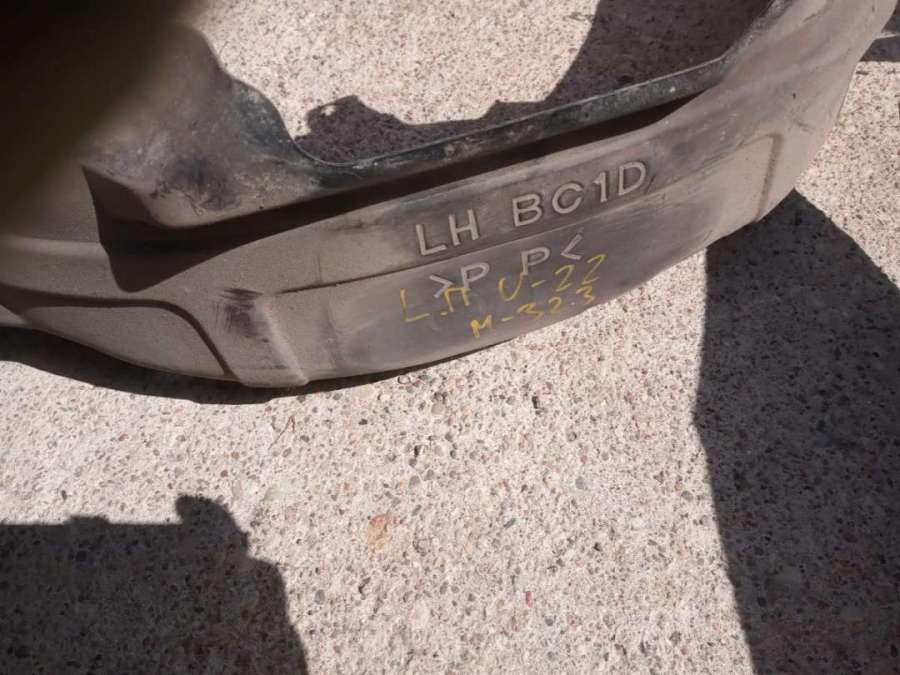 LH BC1D
>P P<
L.H U-22
M-323